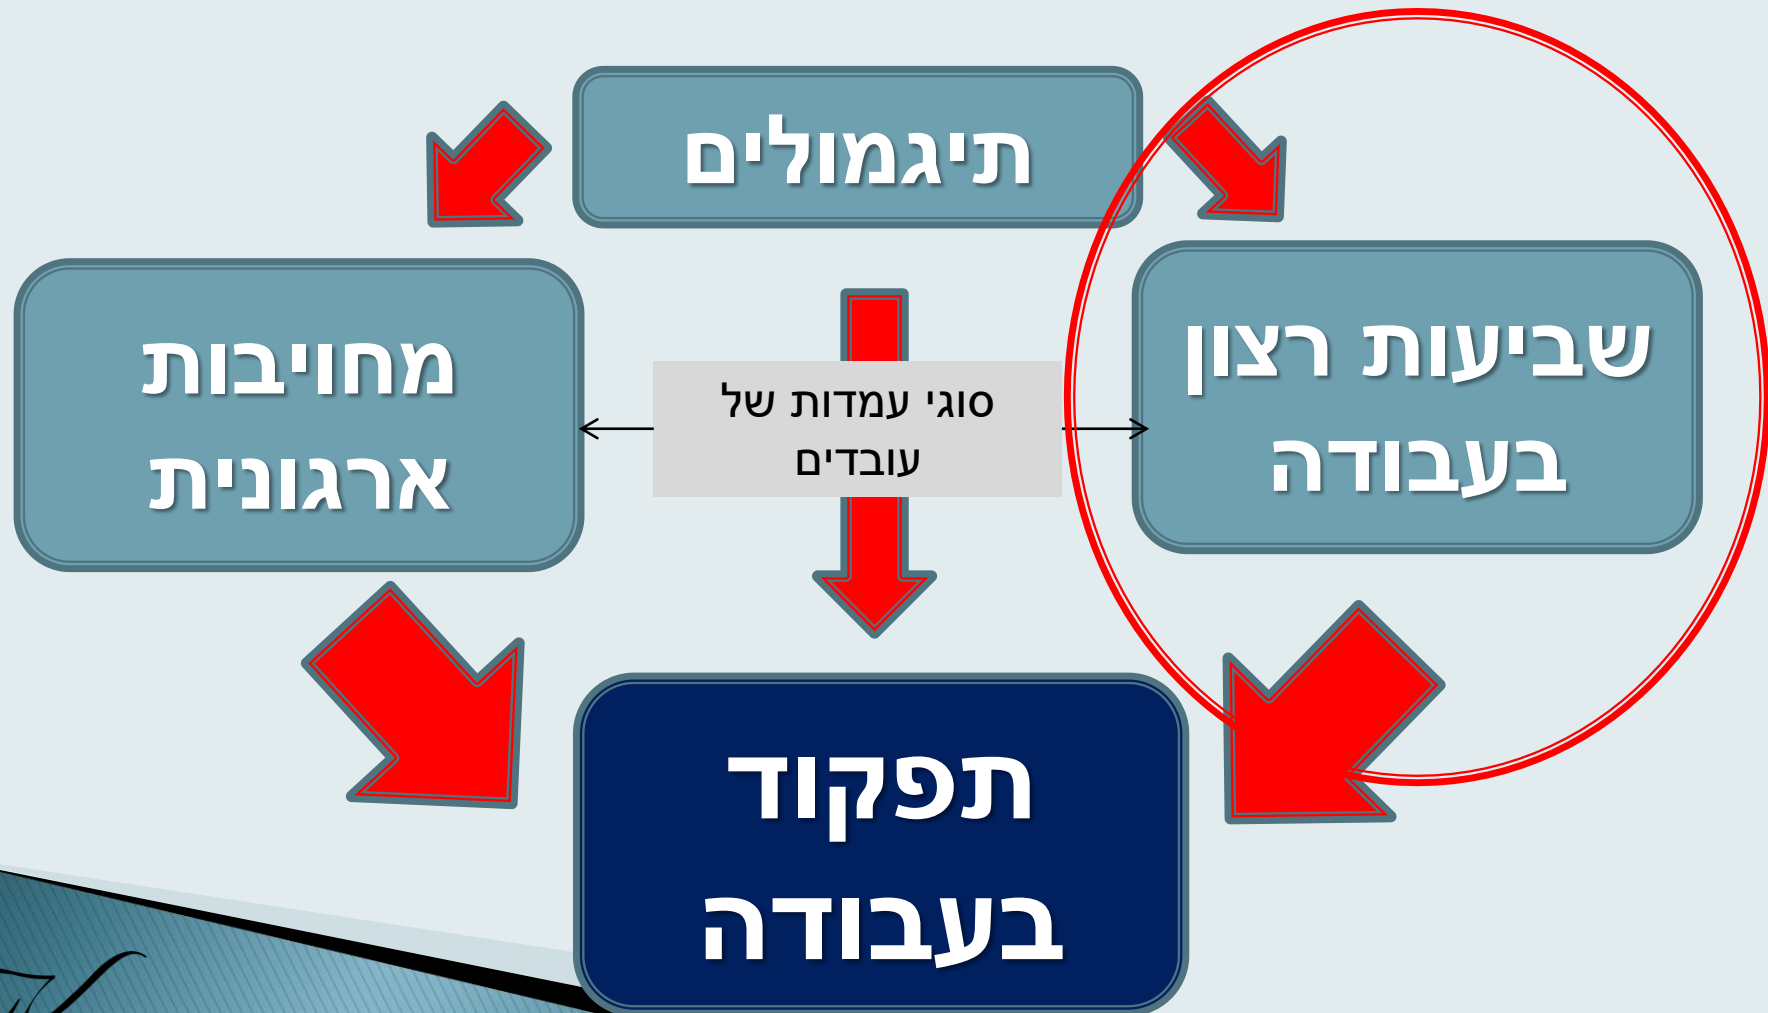 תיגמולים
שביעות רצון
בעבודה
סוגי עמדות של
עובדים
מחויבות
ארגונית
תפקוד
בעבודה